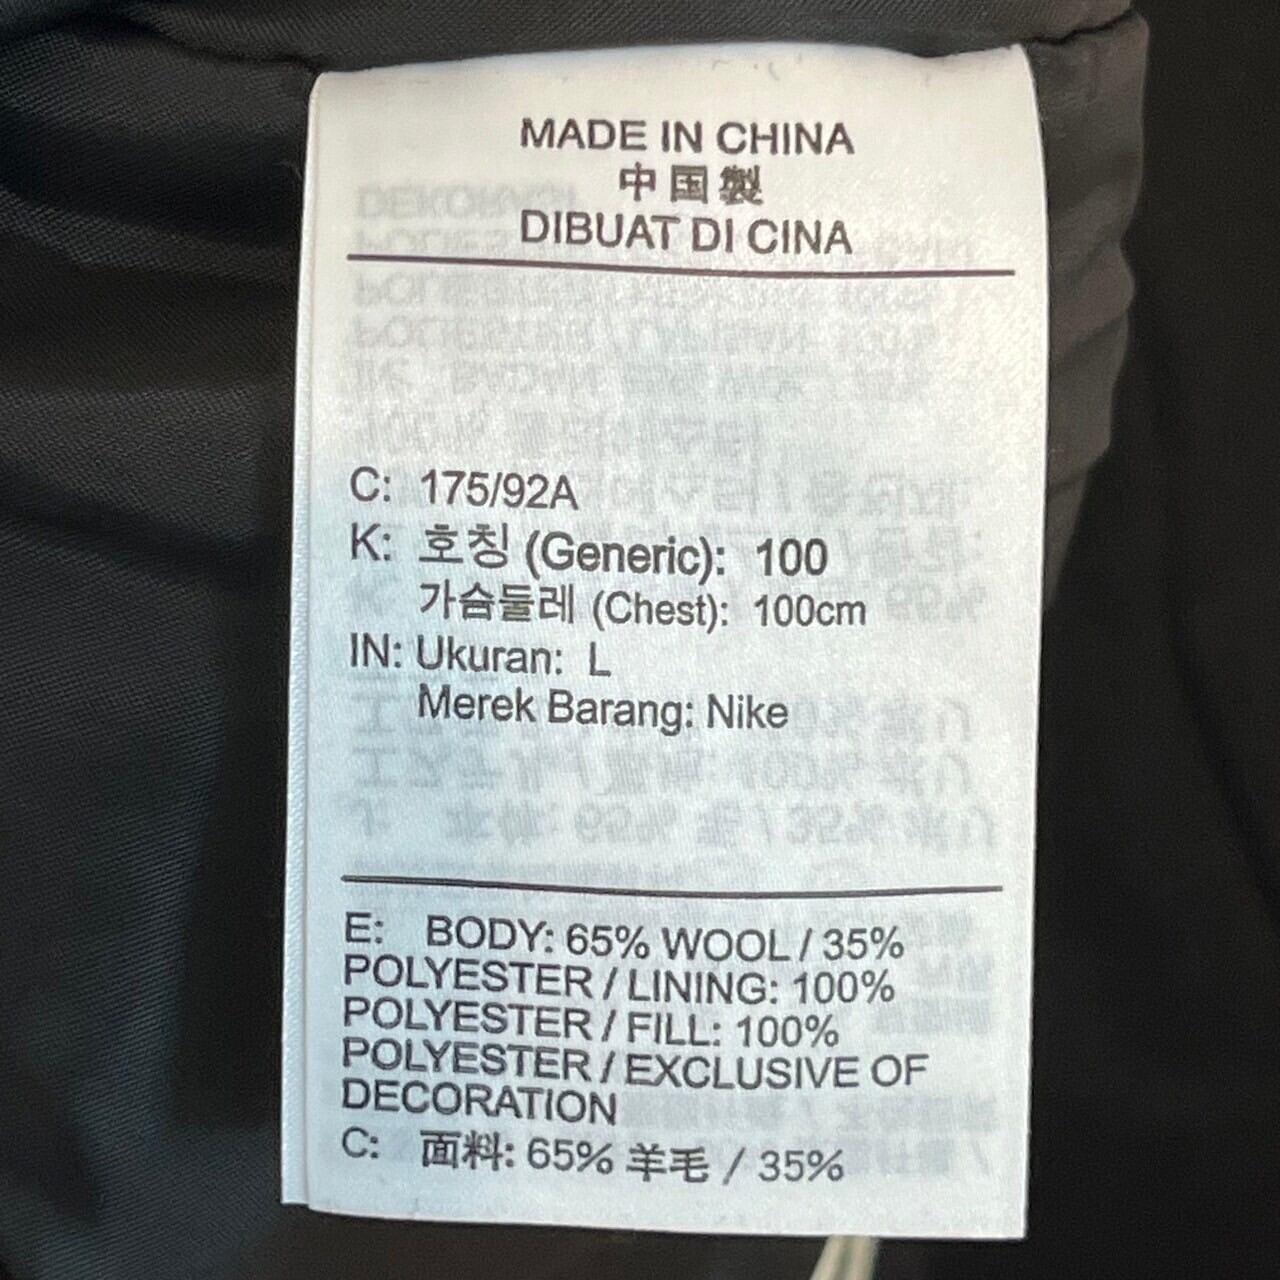 MADE IN CHINA
中国製
DIBUAT DI CINA
C: 175/92A
K: 호칭 (Generic): 100
가슴둘레 (Chest): 100cm
IN: Ukuran: L
Merek Barang: Nike
E: BODY: 65% WOOL / 35%
POLYESTER / LINING: 100%
POLYESTER / FILL: 100%
POLYESTER / EXCLUSIVE OF
DECORATION
C: 面料: 65% 羊毛 / 35%